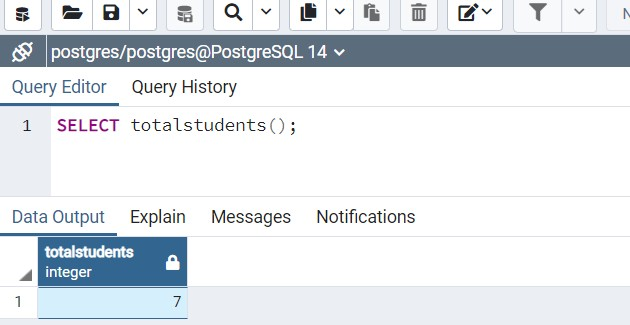 postgres/postgres@PostgreSQL 14
Query Editor Query History
1 SELECT totalstudents();
Data Output Explain Messages Notifications
totalstudents
integer
1 7